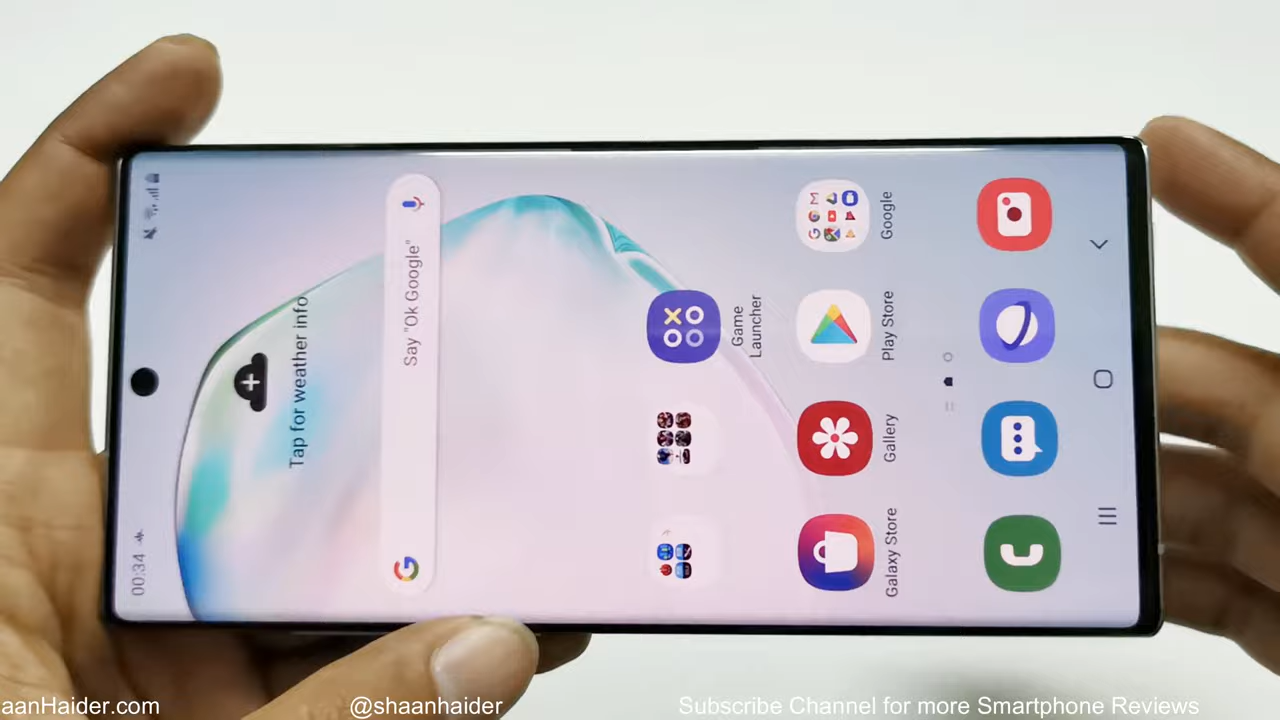 00:34
Tap for weather info
Say "Ok Google"
Game
Launcher
Google
Play Store
Gallery
Galaxy Store
aanHaider.com
@shaanhaider
Subscribe Channel for more Smartphone Reviews